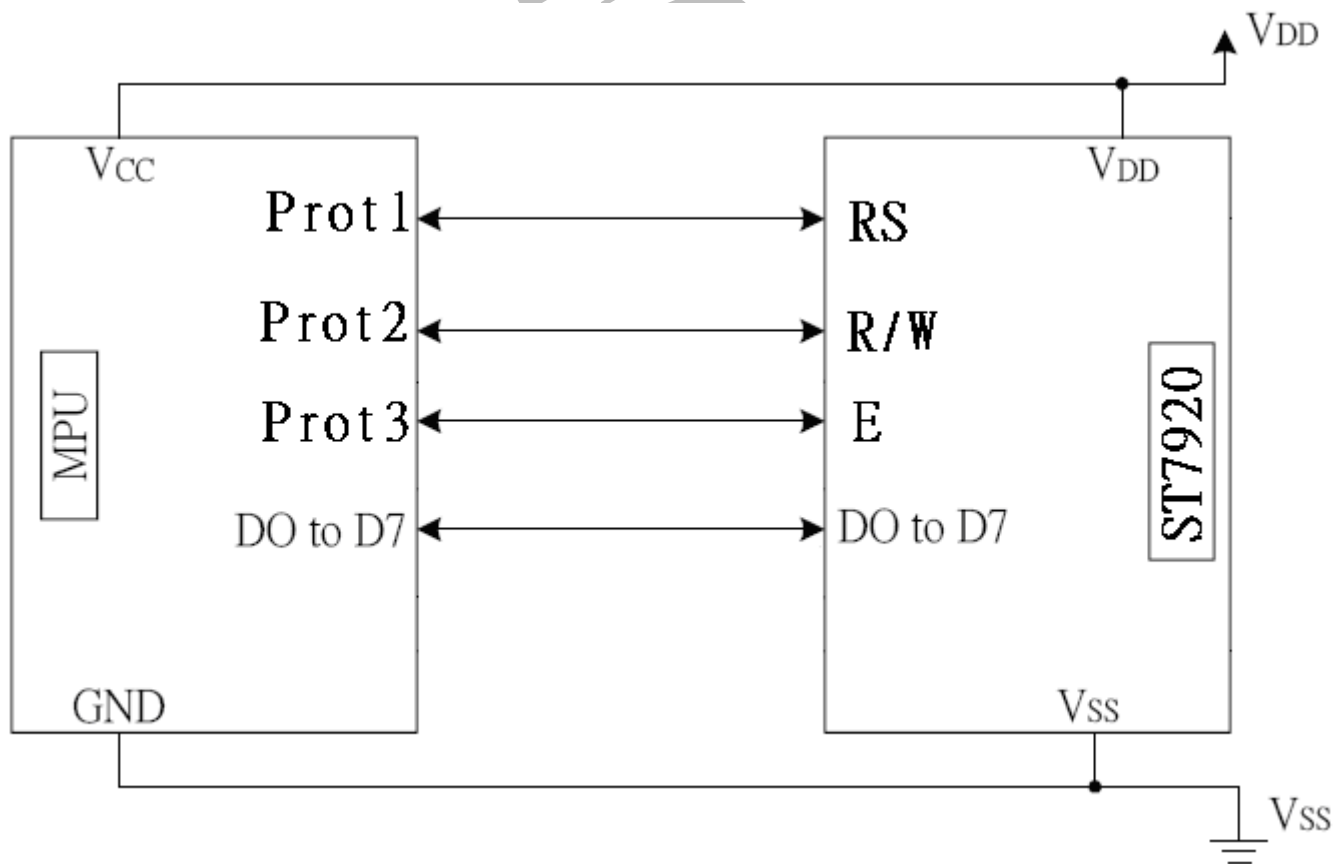 VDD
VCC
VDD
Prot1
RS
Prot2
R/W
Prot3
E
MPU
ST7920
DO to D7
DO to D7
GND
VSS
VSS